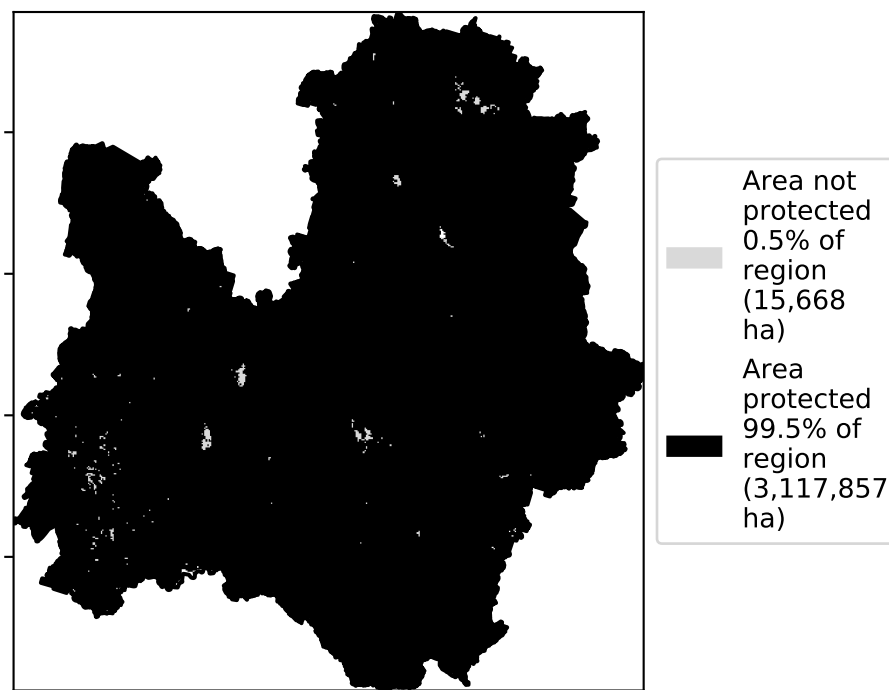 Area not
protected
0.5% of
region
(15,668
ha)
Area
protected
99.5% of
region
(3,117,857
ha)